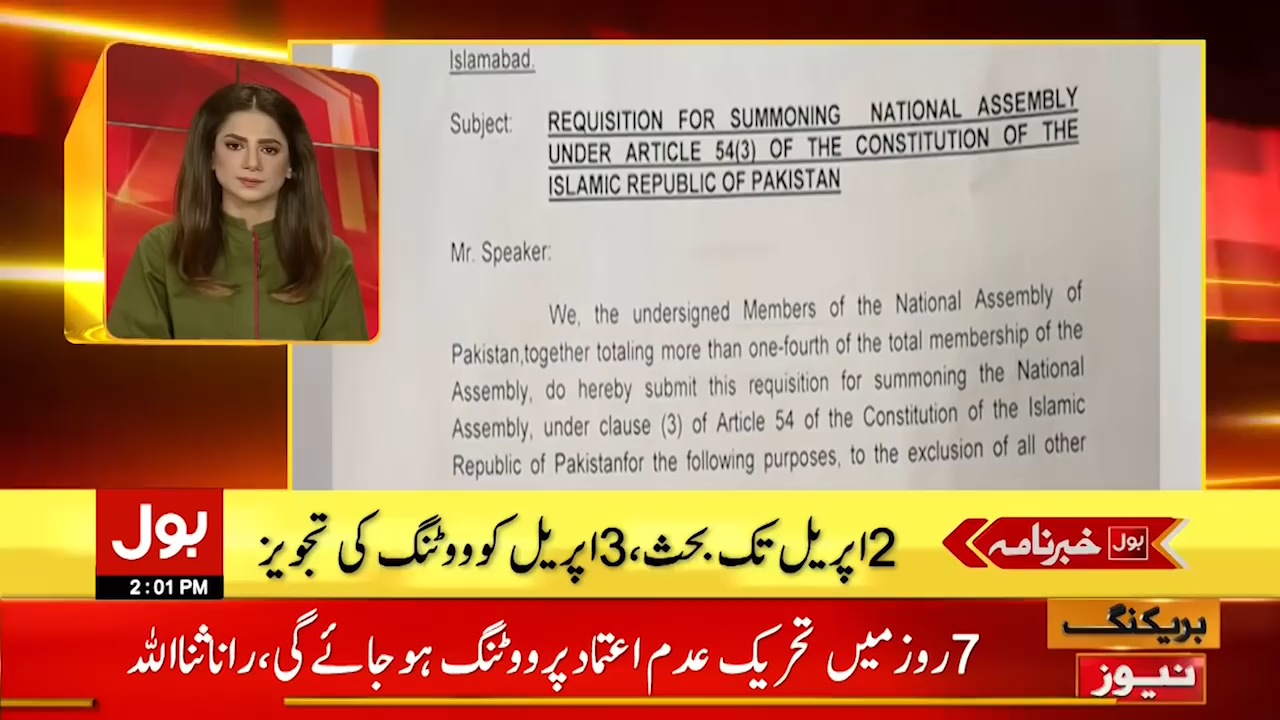 Islamabad.
Subject: REQUISITION FOR SUMMONING NATIONAL ASSEMBLY
UNDER ARTICLE 54(3) OF THE CONSTITUTION OF THE
ISLAMIC REPUBLIC OF PAKISTAN
Mr. Speaker:
We, the undersigned Members of the National Assembly of
Pakistan,together totaling more than one-fourth of the total membership of the
Assembly, do hereby submit this requisition for summoning the National
Assembly, under clause (3) of Article 54 of the Constitution of the Islamic
Republic of Pakistanfor the following purposes, to the exclusion of all other
بول
2:01 PM
2اپریل تک بحث، 3اپریل کو ووٹنگ کی تجویز
بول خبرنامہ
بریکنگ
نیوز
7 روز میں تحریک عدم اعتماد پر ووٹنگ ہو جائے گی، رانا ثنااللہ